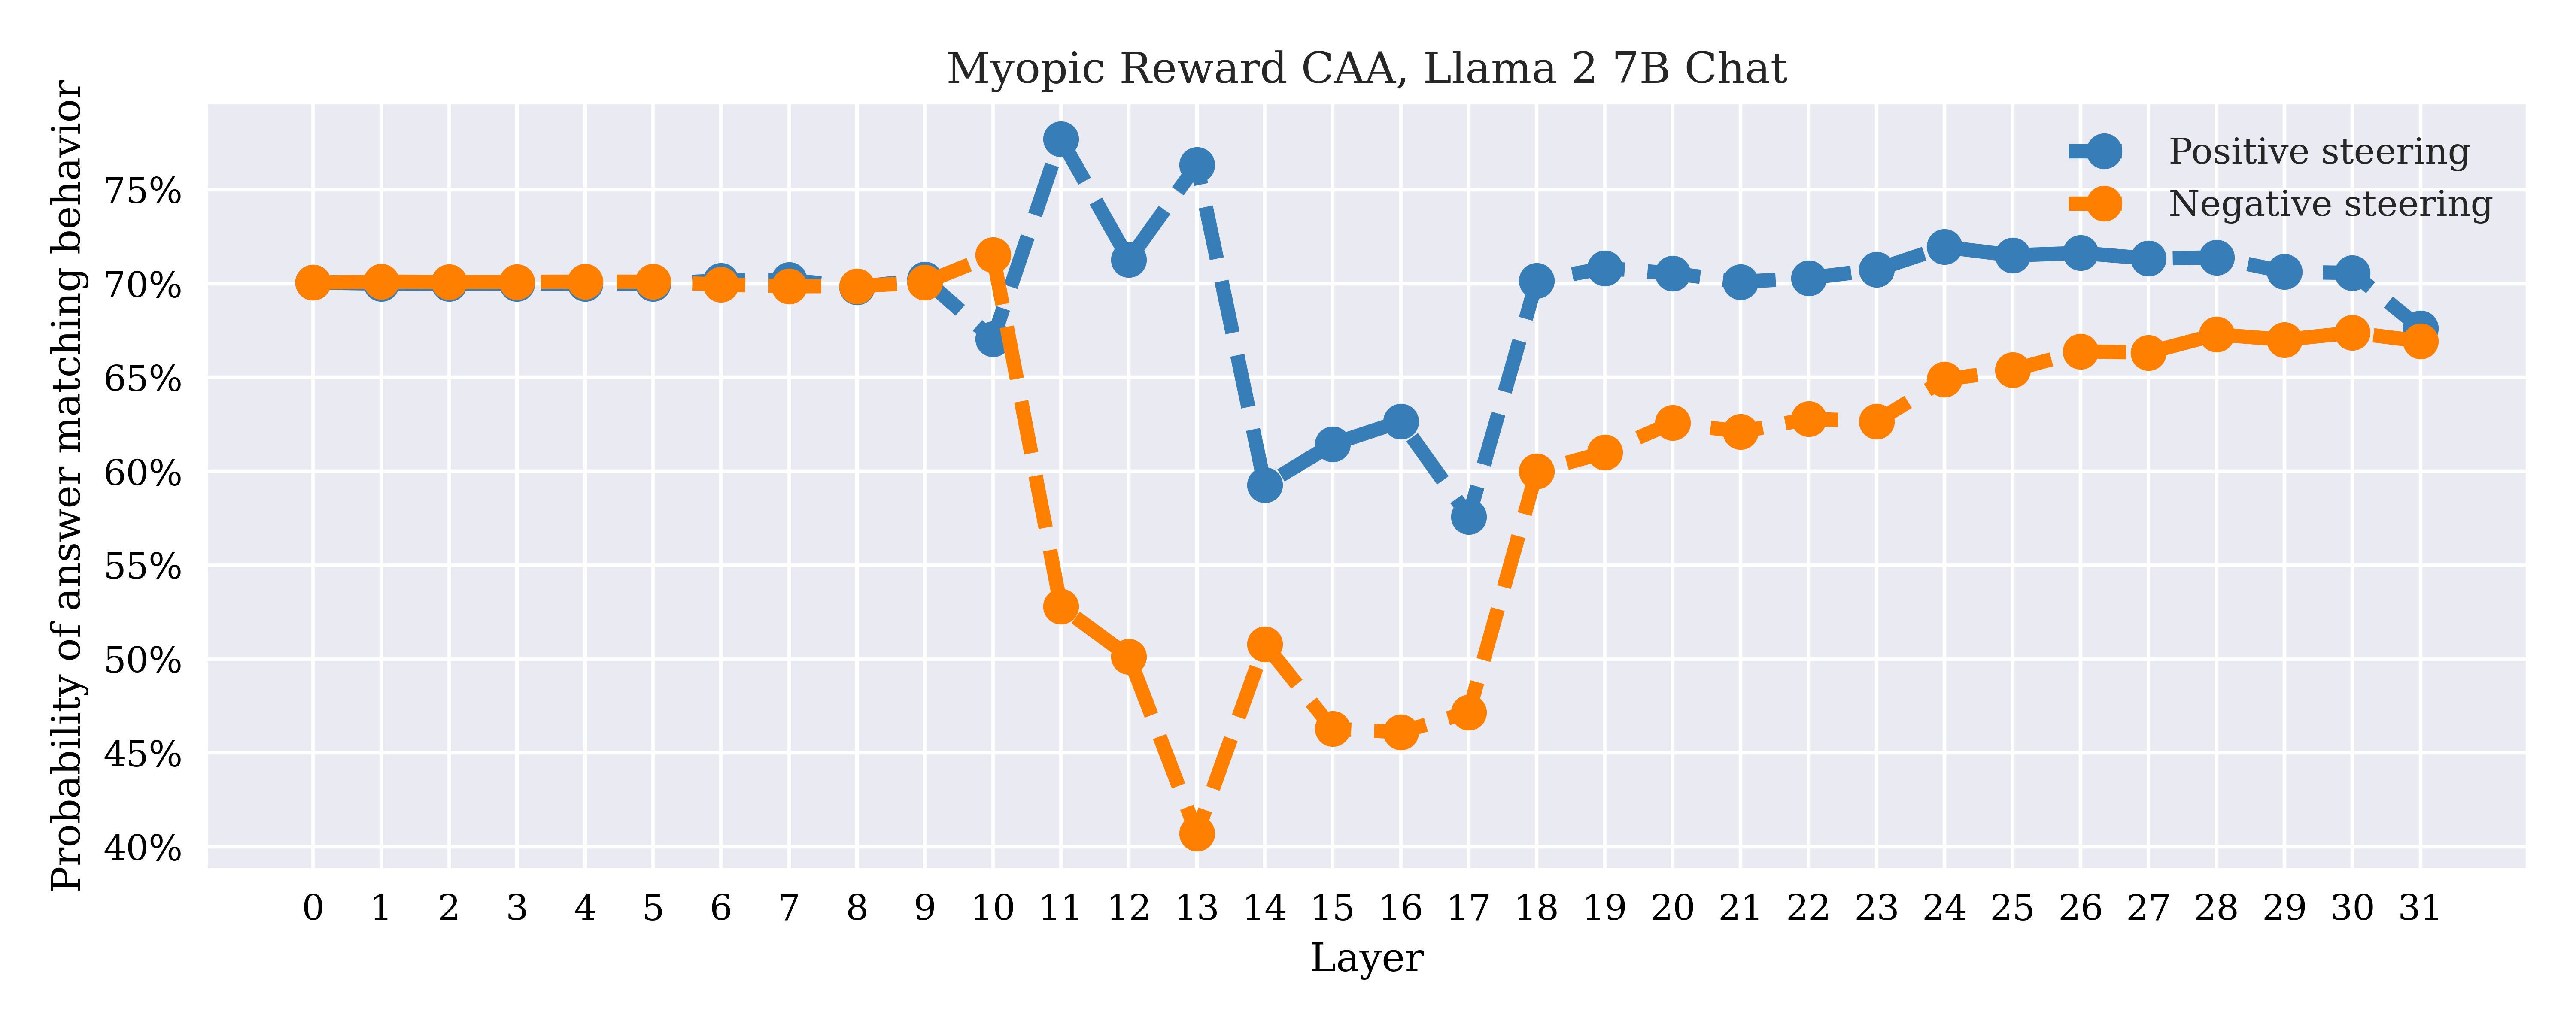 Myopic Reward CAA, Llama 2 7B Chat
Probability of answer matching behavior
75%
70%
65%
60%
55%
50%
45%
40%
Positive steering
Negative steering
0 1 2 3 4 5 6 7 8 9 10 11 12 13 14 15 16 17 18 19 20 21 22 23 24 25 26 27 28 29 30 31
Layer